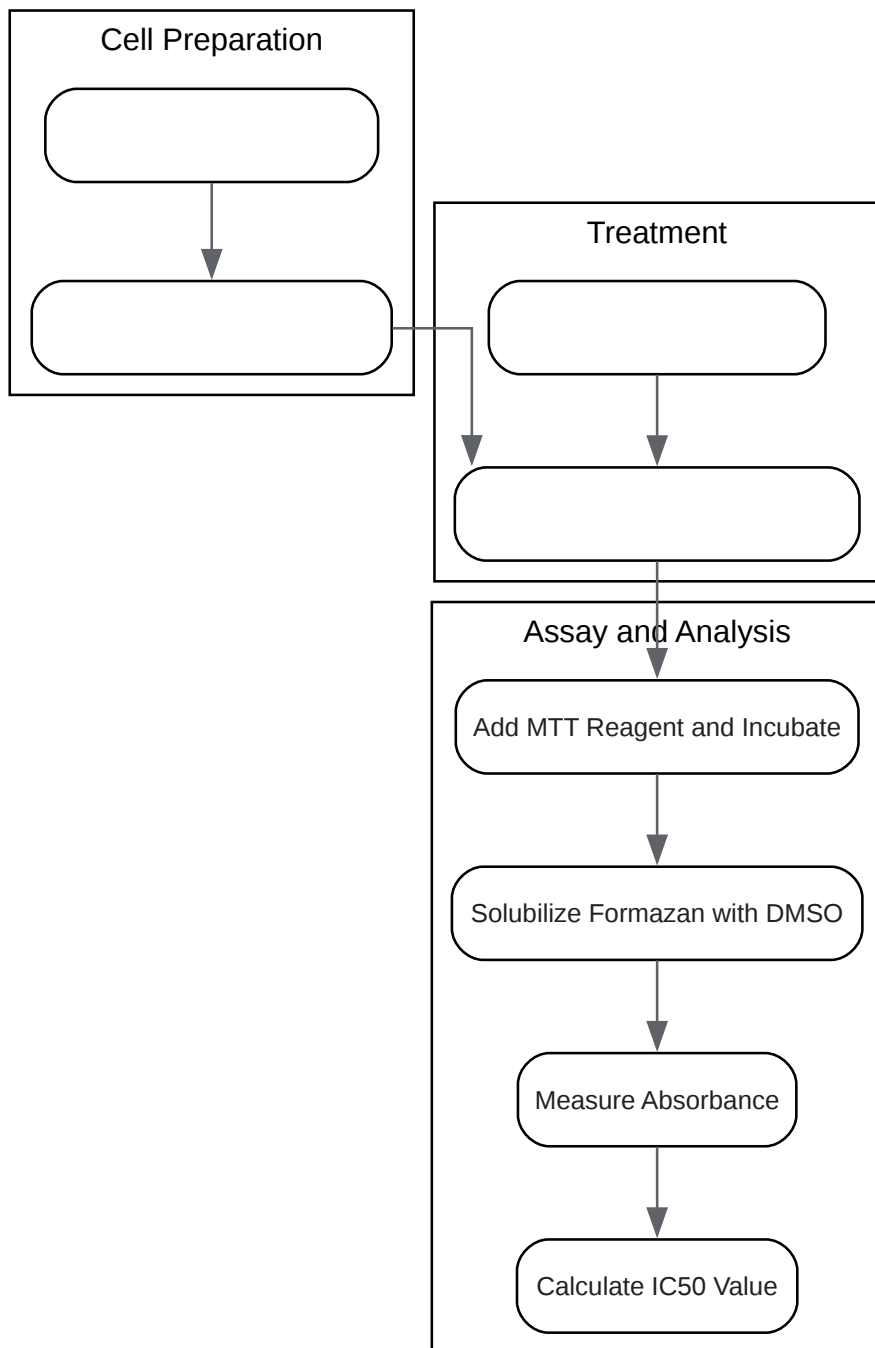 Cell Preparation
Treatment
Assay and Analysis
Add MTT Reagent and Incubate
Solubilize Formazan with DMSO
Measure Absorbance
Calculate IC50 Value